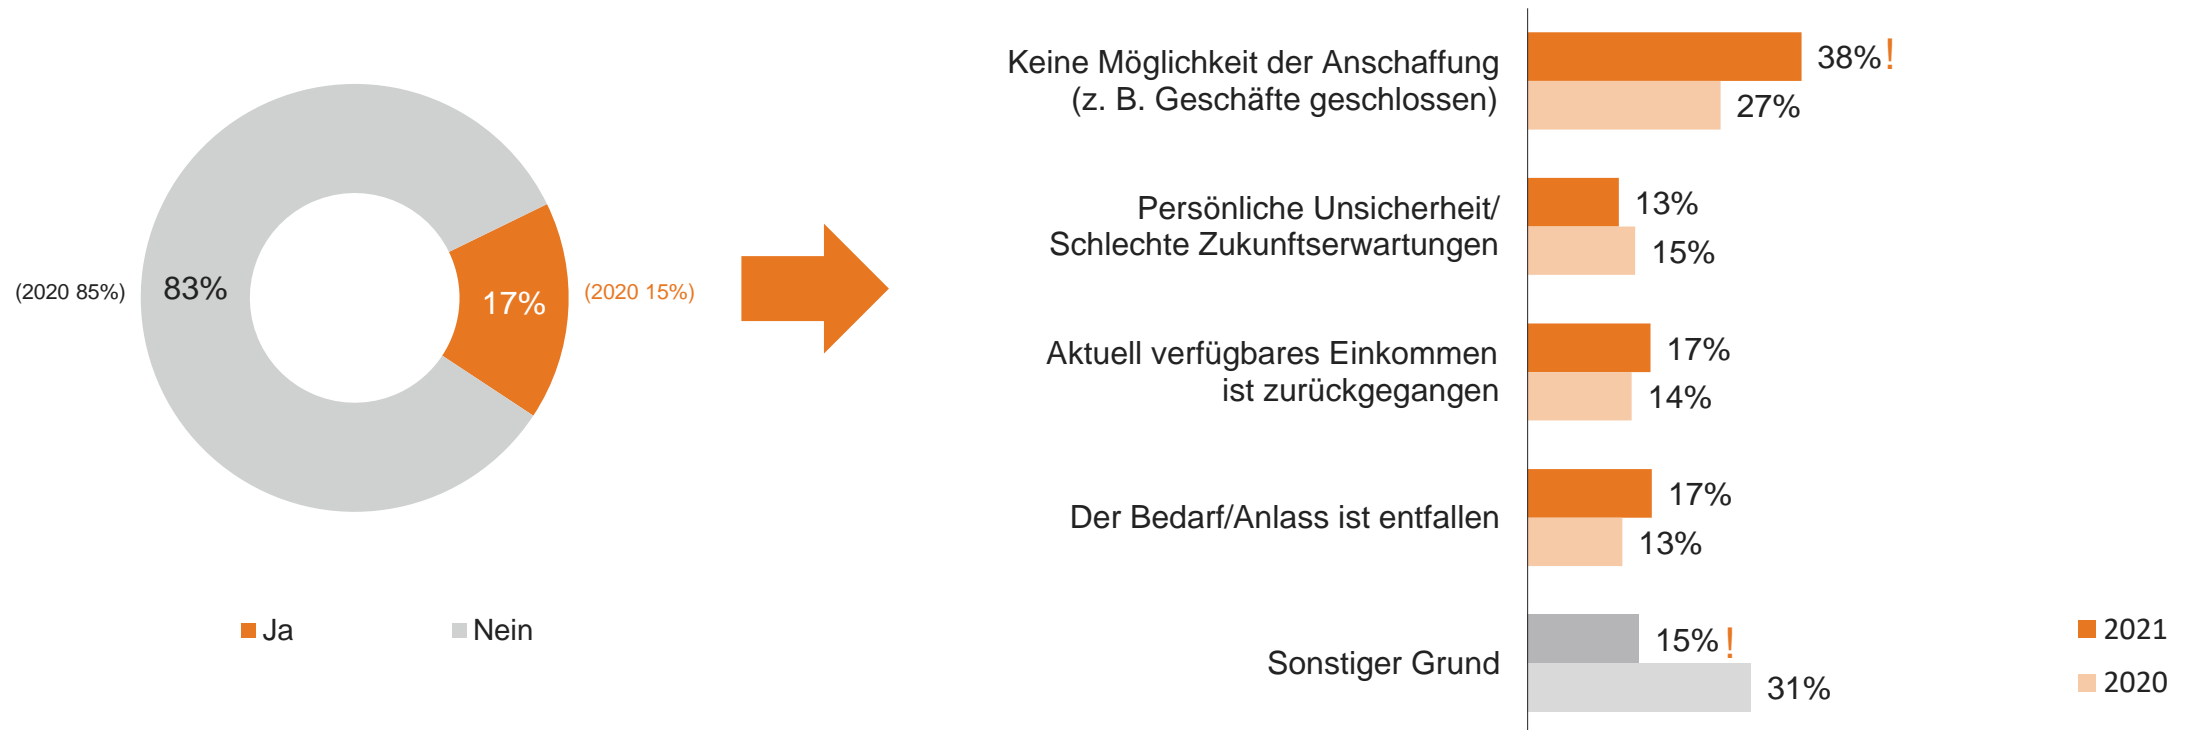 (2020 85%)
83%
17%
(2020 15%)
Ja
Nein
Keine Möglichkeit der Anschaffung
(z. B. Geschäfte geschlossen)
38%!
27%
Persönliche Unsicherheit/
Schlechte Zukunftserwartungen
13%
15%
Aktuell verfügbares Einkommen
ist zurückgegangen
17%
14%
Der Bedarf/Anlass ist entfallen
17%
13%
Sonstiger Grund
15%!
31%
2021
2020